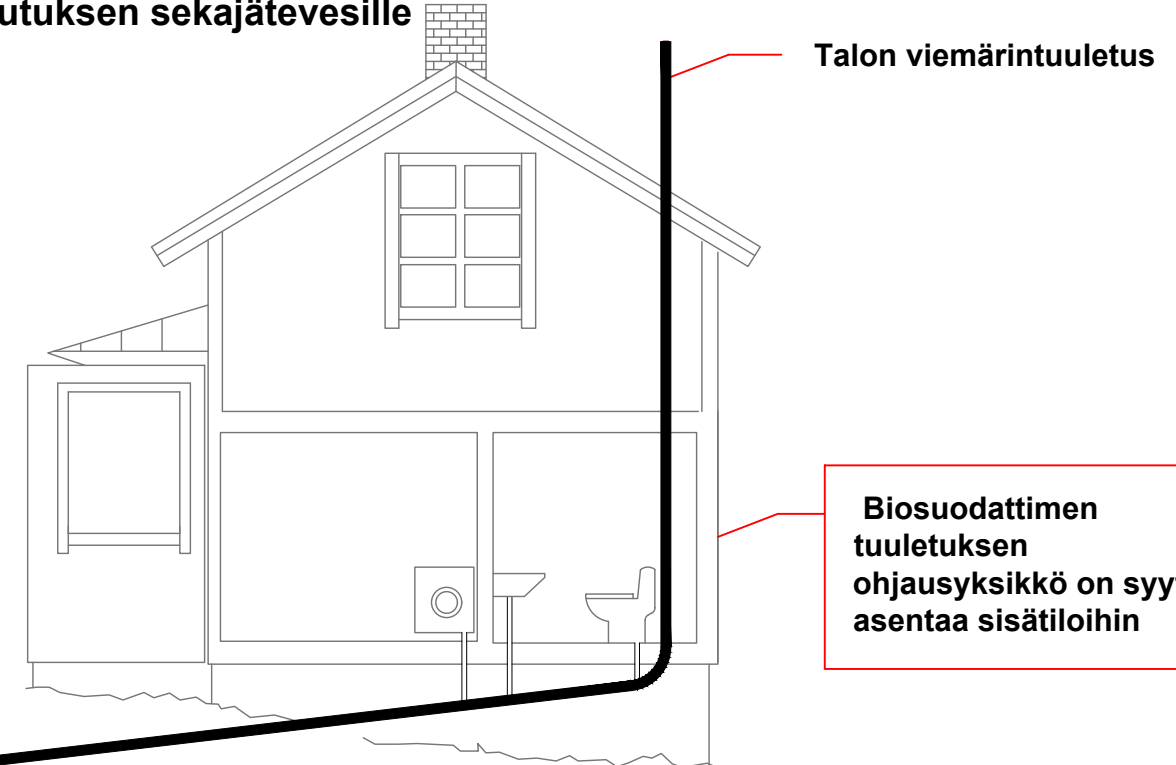 utuksen sekajätevesille
Talon viemärintuuletus
Biosuodattimen
tuuletuksen
ohjausyksikkö on syy
asentaa sisätiloihin